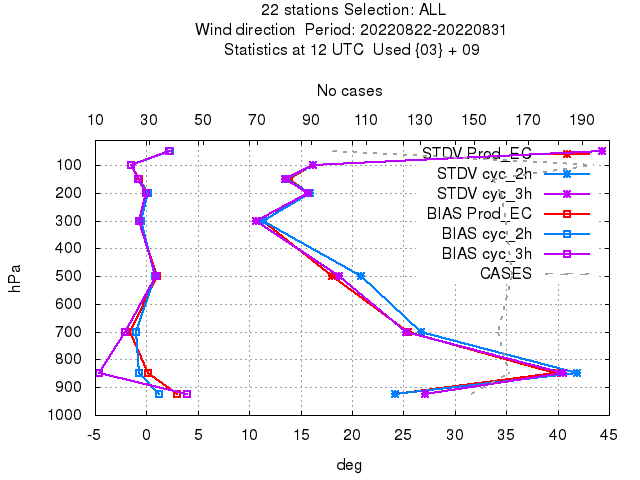 22 stations Selection: ALL
Wind direction  Period: 20220822-20220831
Statistics at 12 UTC  Used {03} + 09
No cases
10 30 50 70 90 110 130 150 170 190
STDV Prod_EC
STDV cyc_2h
STDV cyc_3h
BIAS Prod_EC
BIAS cyc_2h
BIAS cyc_3h
CASES
hPa
100
200
300
400
500
600
700
800
900
1000
-5 0 5 10 15 20 25 30 35 40 45
deg